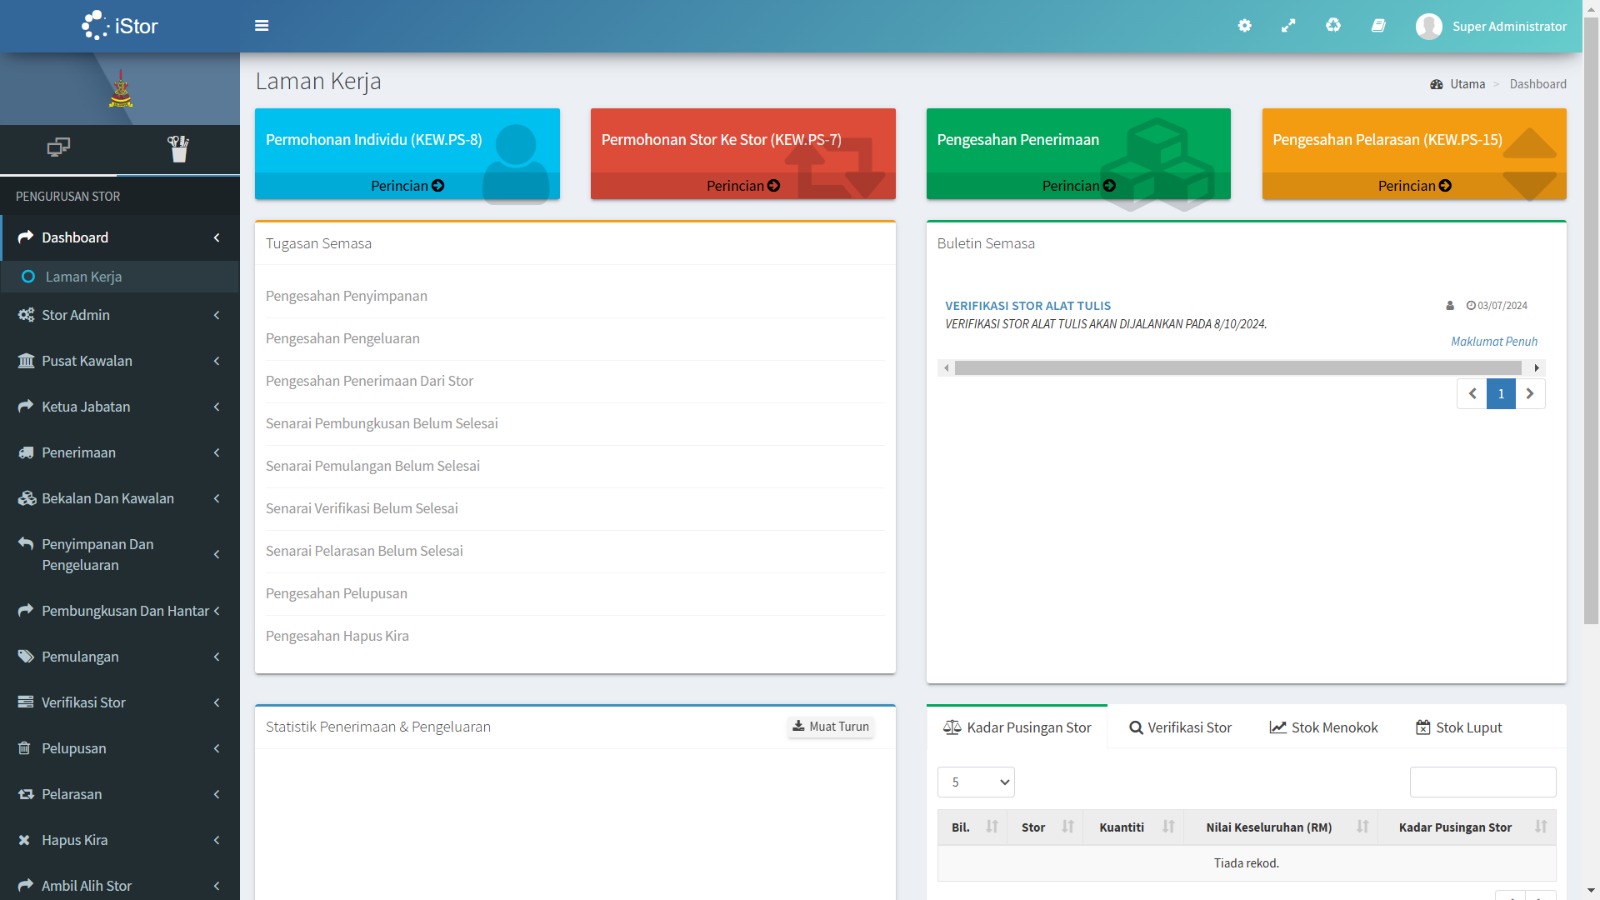 iStor
Super Administrator
PENGURUSAN STOR
Dashboard
Laman Kerja
Stor Admin
Pusat Kawalan
Ketua Jabatan
Penerimaan
Bekalan Dan Kawalan
Penyimpanan Dan
Pengeluaran
Pembungkusan Dan Hantar
Pemulangan
Verifikasi Stor
Pelupusan
Pelarasan
Hapus Kira
Ambil Alih Stor
Laman Kerja
Utama > Dashboard
Permohonan Individu (KEW.PS-8)
Perincian
Permohonan Stor Ke Stor (KEW.PS-7)
Perincian
Pengesahan Penerimaan
Perincian
Pengesahan Pelarasan (KEW.PS-15)
Perincian
Tugasan Semasa
Pengesahan Penyimpanan
Pengesahan Pengeluaran
Pengesahan Penerimaan Dari Stor
Senarai Pembungkusan Belum Selesai
Senarai Pemulangan Belum Selesai
Senarai Verifikasi Belum Selesai
Senarai Pelarasan Belum Selesai
Pengesahan Pelupusan
Pengesahan Hapus Kira
Buletin Semasa
VERIFIKASI STOR ALAT TULIS
03/07/2024
VERIFIKASI STOR ALAT TULIS AKAN DIJALANKAN PADA 8/10/2024.
Maklumat Penuh
1
Statistik Penerimaan & Pengeluaran
Muat Turun
Kadar Pusingan Stor
Verifikasi Stor
Stok Menokok
Stok Luput
5
Bil. Stor Kuantiti Nilai Keseluruhan (RM) Kadar Pusingan Stor
Tiada rekod.